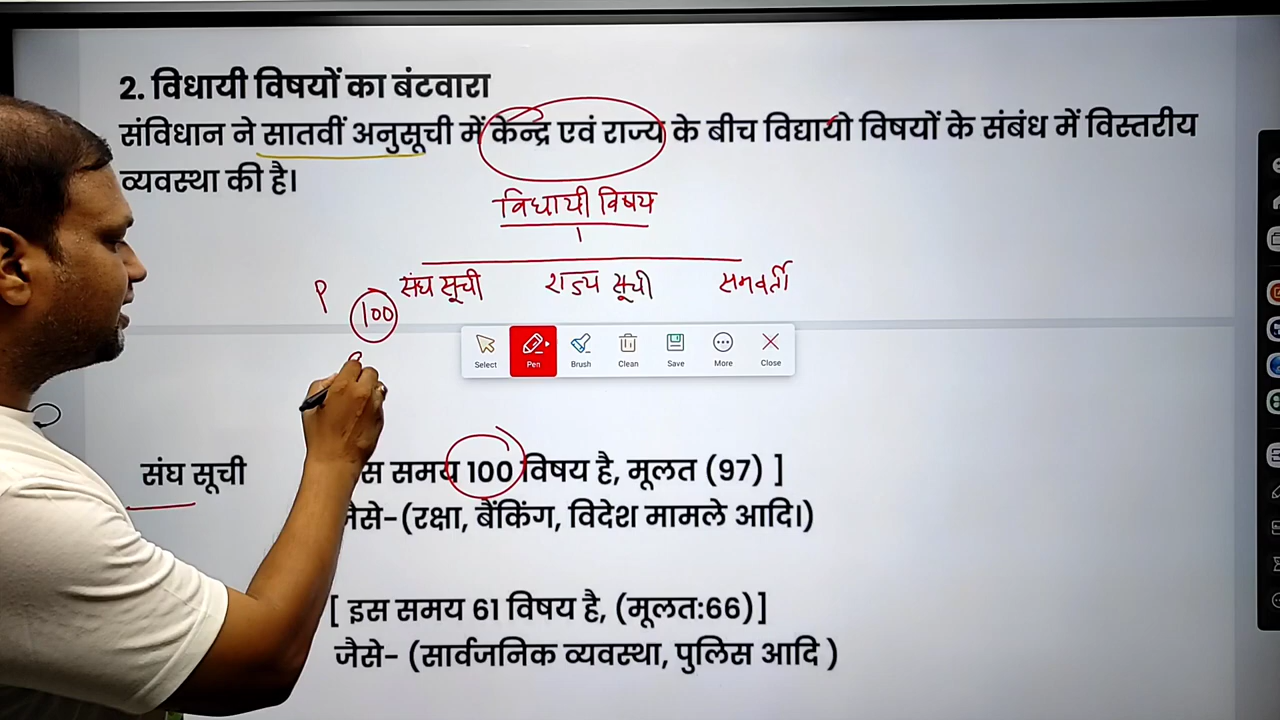 2. विधायी विषयों का बंटवारा
संविधान ने सातवीं अनुसूची में केन्द्र एवं राज्य के बीच विद्यायो विषयों के संबंध में विस्तरीय
व्यवस्था की है।
विधायी विषय
संघ सूची राज्य सूची समवर्ती
P 100
Select Pen Brush Clean Save More Close
संघ सूची
स समय 100 विषय है, मूलत (97) ]
जैसे-(रक्षा, बैंकिंग, विदेश मामले आदि।)
[ इस समय 61 विषय है, (मूलत:66)]
जैसे- (सार्वजनिक व्यवस्था, पुलिस आदि )